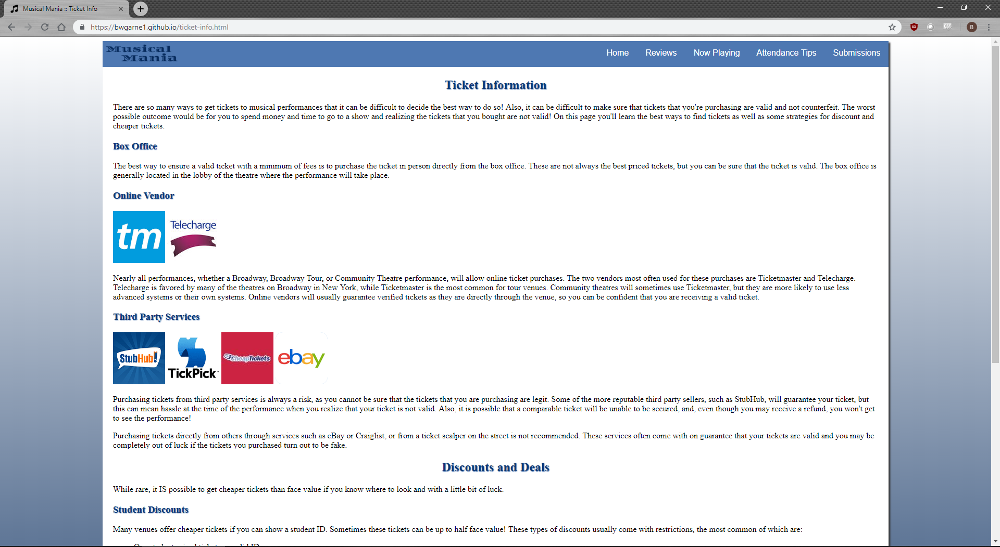 Musical Mania :: Ticket Info
https://bwgarne1.github.io/ticket-info.html
UD
CSF
B
Musical
Mania
Home Reviews Now Playing Attendance Tips Submissions
Ticket Information
There are so many ways to get tickets to musical performances that it can be difficult to decide the best way to do so! Also, it can be difficult to make sure that tickets that you're purchasing are valid and not counterfeit. The worst
possible outcome would be for you to spend money and time to go to a show and realizing the tickets that you bought are not valid! On this page you'll learn the best ways to find tickets as well as some strategies for discount and
cheaper tickets.
Box Office
The best way to ensure a valid ticket with a minimum of fees is to purchase the ticket in person directly from the box office. These are not always the best priced tickets, but you can be sure that the ticket is valid. The box office is
generally located in the lobby of the theatre where the performance will take place.
Online Vendor
tm
Telecharge
Nearly all performances, whether a Broadway, Broadway Tour, or Community Theatre performance, will allow online ticket purchases. The two vendors most often used for these purchases are Ticketmaster and Telecharge.
Telecharge is favored by many of the theatres on Broadway in New York, while Ticketmaster is the most common for tour venues. Community theatres will sometimes use Ticketmaster, but they are more likely to use less
advanced systems or their own systems. Online vendors will usually guarantee verified tickets as they are directly through the venue, so you can be confident that you are receiving a valid ticket.
Third Party Services
StubHub!
TickPick
CheapTickets
ebay
Purchasing tickets from third party services is always a risk, as you cannot be sure that the tickets that you are purchasing are legit. Some of the more reputable third party sellers, such as StubHub, will guarantee your ticket, but
this can mean hassle at the time of the performance when you realize that your ticket is not valid. Also, it is possible that a comparable ticket will be unable to be secured, and, even though you may receive a refund, you won't get
to see the performance!
Purchasing tickets directly from others through services such as eBay or Craiglist, or from a ticket scalper on the street is not recommended. These services often come with on guarantee that your tickets are valid and you may be
completely out of luck if the tickets you purchased turn out to be fake.
Discounts and Deals
While rare, it IS possible to get cheaper tickets than face value if you know where to look and with a little bit of luck.
Student Discounts
Many venues offer cheaper tickets if you can show a student ID. Sometimes these tickets can be up to half face value! These types of discounts usually come with restrictions, the most common of which are: